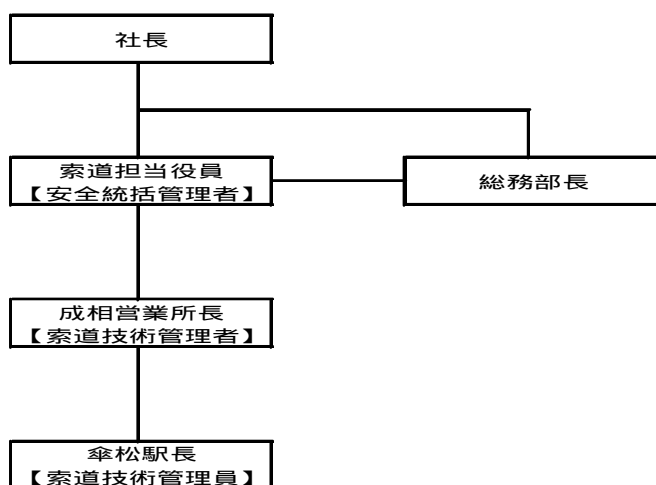 社長
索道担当役員
【安全統括管理者】
総務部長
成相営業所長
【索道技術管理者】
傘松駅長
【索道技術管理員】